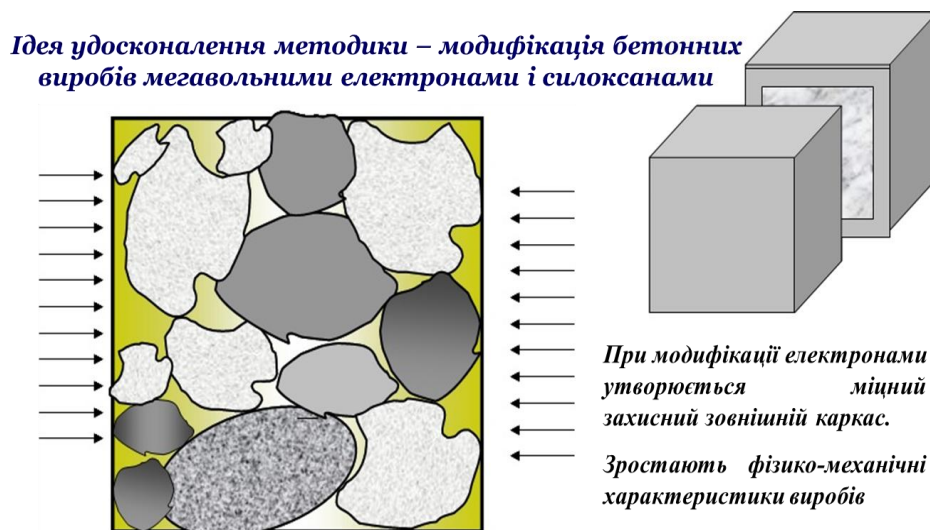 Ідея удосконалення методики – модифікація бетонних
виробів мегавольними електронами і силоксанами
При модифікації електронами
утворюється міцний
захисний зовнішній каркас.
Зростають фізико-механічні
характеристики виробів